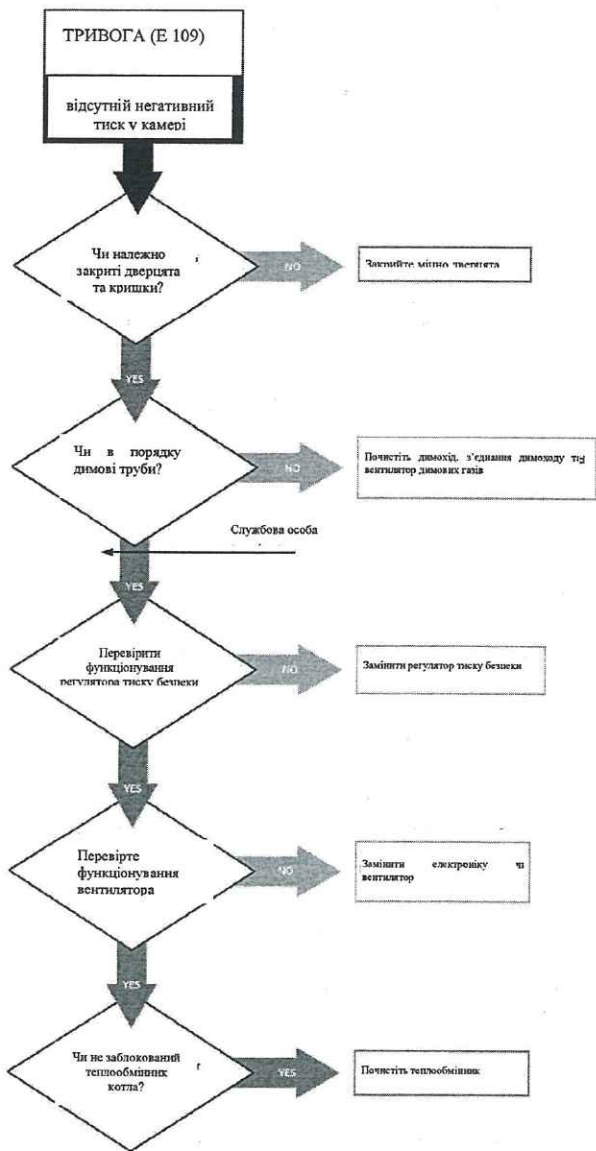 ТРИВОГА (E 109)
відсутній негативний
тиск у камері
Чи належно
закриті дверцята
та кришки?
NO
Закрийте міцно дверцята
YES
Чи в порядку
димові труби?
NO
Почистіть димохід, з'єднання димоходу та
вентилятор димових газів
Службова особа
YES
Перевірити
функціонування
регулятора тиску безпеки
NO
Замінити регулятор тиску безпеки
YES
Перевірте
функціонування
вентилятора
NO
Замінити електроніку чи
вентилятор
YES
Чи не заблокований
теплообмінник
котла?
YES
Почистіть теплообмінник